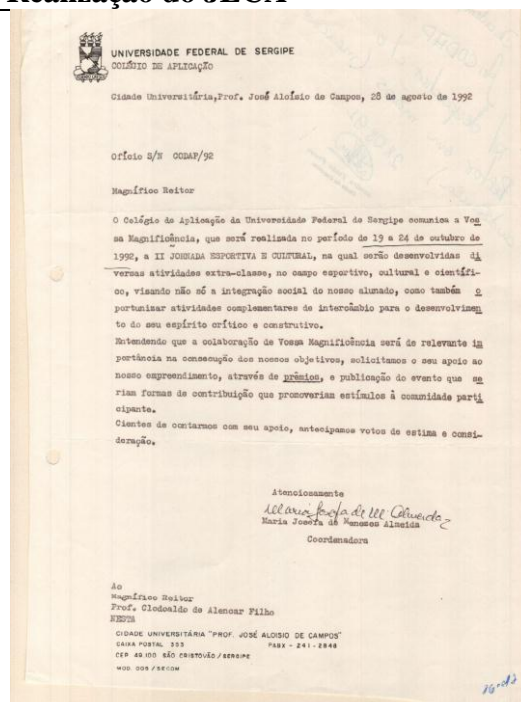 Realização do JECA
UNIVERSIDADE FEDERAL DE SERGIPE
COLÉGIO DE APLICAÇÃO
Cidade Universitária,Prof. José Aloísio de Campos, 28 de agosto de 1992
Ofício S/N CODAP/92
Magnífico Reitor
O Colégio de Aplicação da Universidade Federal de Sergipe comunica a Vos
sa Magnificência, que será realizada no período de 19 a 24 de outubro de
1992, a II JORNADA ESPORTIVA E CULTURAL, na qual serão desenvolvidas di
versas atividades extra-classe, no campo esportivo, cultural e científi-
co, visando não só a integração social do nosso alunado, como também o
portunizar atividades complementares de intercâmbio para o desenvolvimen
to do seu espírito crítico e construtivo.
Entendendo que a colaboração de Vossa Magnificência será de relevante im
portância na consecução dos nossos objetivos, solicitamos o seu apoio ao
nosso empreendimento, através de prêmios, e publicação do evento que se
riam formas de contribuição que promoveriam estímulos à comunidade parti
cipante.
Cientes de contarmos com seu apoio, antecipamos votos de estima e consi-
deração.
Atenciosamente
Maria Josefa de M. Almeida
Maria Josefa de Meneses Almeida
Coordenadora
Ao
Magnífico Reitor
Prof. Clodoaldo de Alencar Filho
NESTA
CIDADE UNIVERSITÁRIA "PROF. JOSÉ ALOISIO DE CAMPOS"
CAIXA POSTAL 353 PABX - 241 - 2848
CEP 49.100 SÃO CRISTOVÃO / SERGIPE
MOD. 005 / SECOM